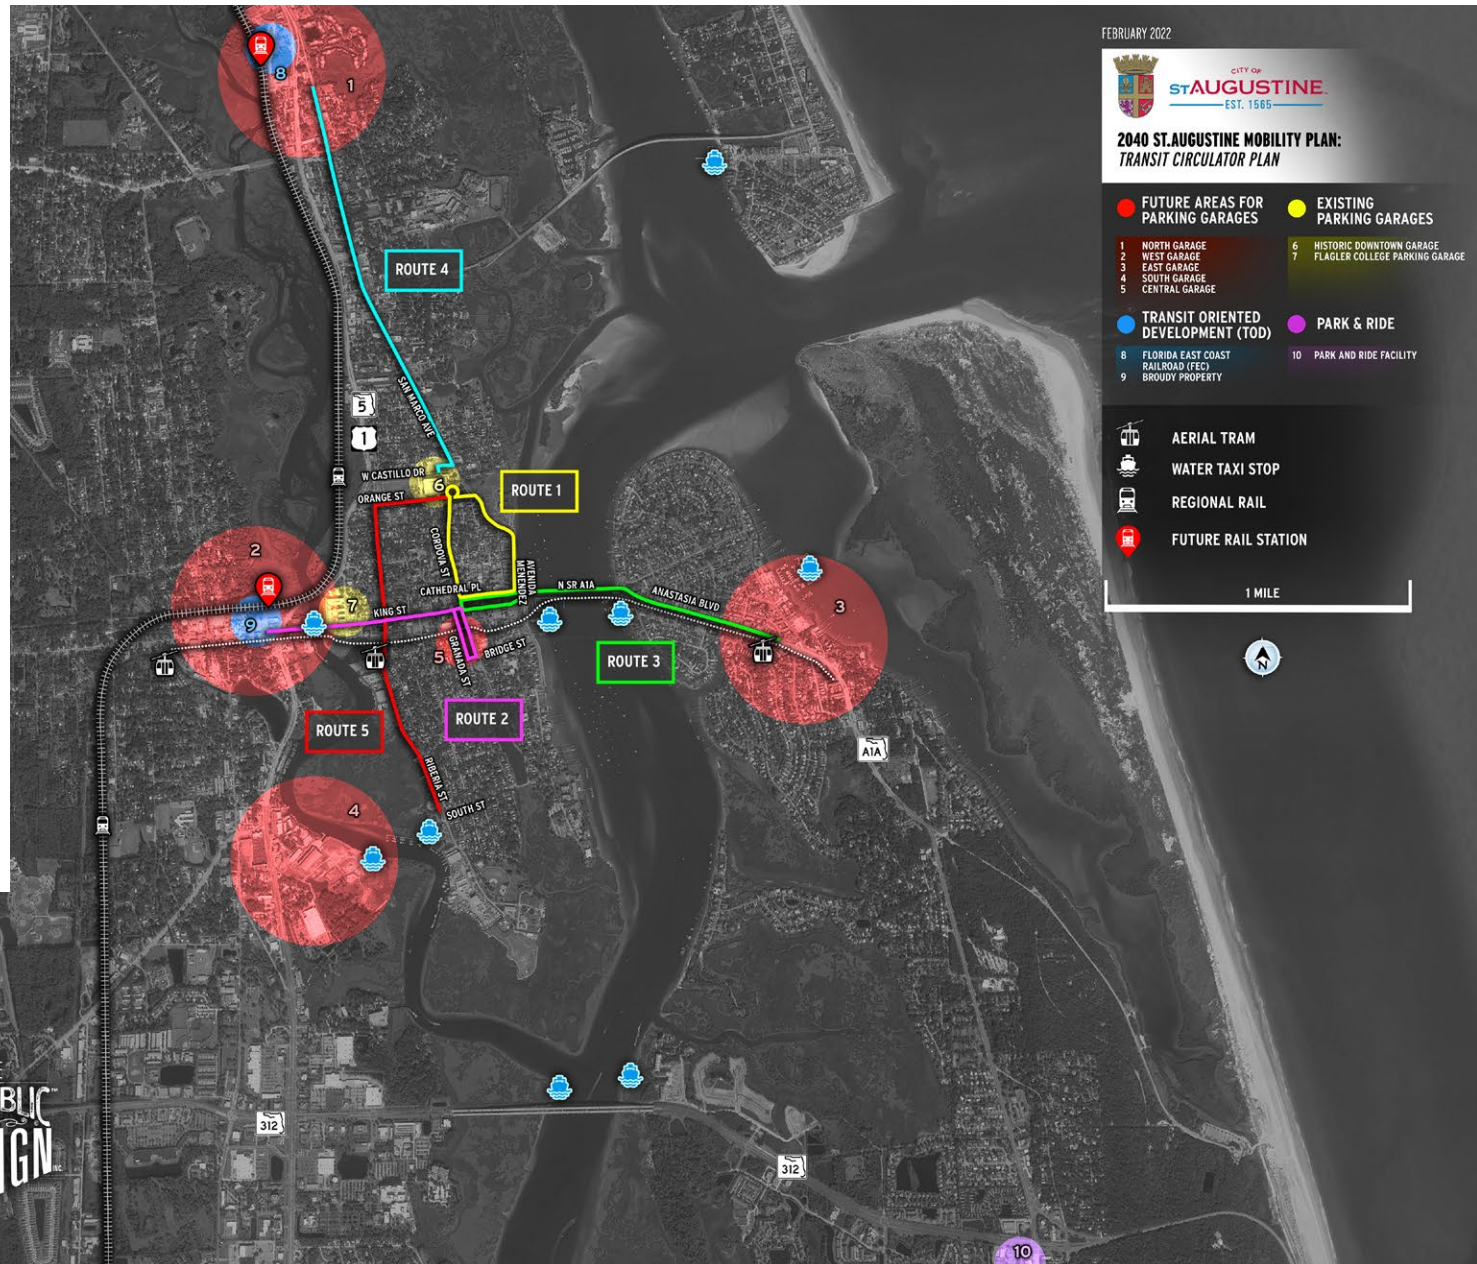 FEBRUARY 2022
CITY OF
ST AUGUSTINE
EST. 1565
2040 ST.AUGUSTINE MOBILITY PLAN:
TRANSIT CIRCULATOR PLAN
FUTURE AREAS FOR
PARKING GARAGES
1 NORTH GARAGE
2 WEST GARAGE
3 EAST GARAGE
4 SOUTH GARAGE
5 CENTRAL GARAGE
EXISTING
PARKING GARAGES
6 HISTORIC DOWNTOWN GARAGE
7 FLAGLER COLLEGE PARKING GARAGE
TRANSIT ORIENTED
DEVELOPMENT (TOD)
8 FLORIDA EAST COAST
RAILROAD (FEC)
9 BROUDY PROPERTY
PARK & RIDE
10 PARK AND RIDE FACILITY
AERIAL TRAM
WATER TAXI STOP
REGIONAL RAIL
FUTURE RAIL STATION
1 MILE
N
8
1
ROUTE 4
SAN MARCO AVE
5
1
W CASTILLO DR
6
ORANGE ST
ROUTE 1
CORDOVA ST
AVENIDA
MENENDEZ
2
CATHEDRAL PL
N SR A1A
ANASTASIA BLVD
3
7
KING ST
9
5
GRANADA ST
BRIDGE ST
ROUTE 3
ROUTE 2
ROUTE 5
A1A
RIBERIA ST
SOUTH ST
4
312
312
10
BLIC
IGN
INC.